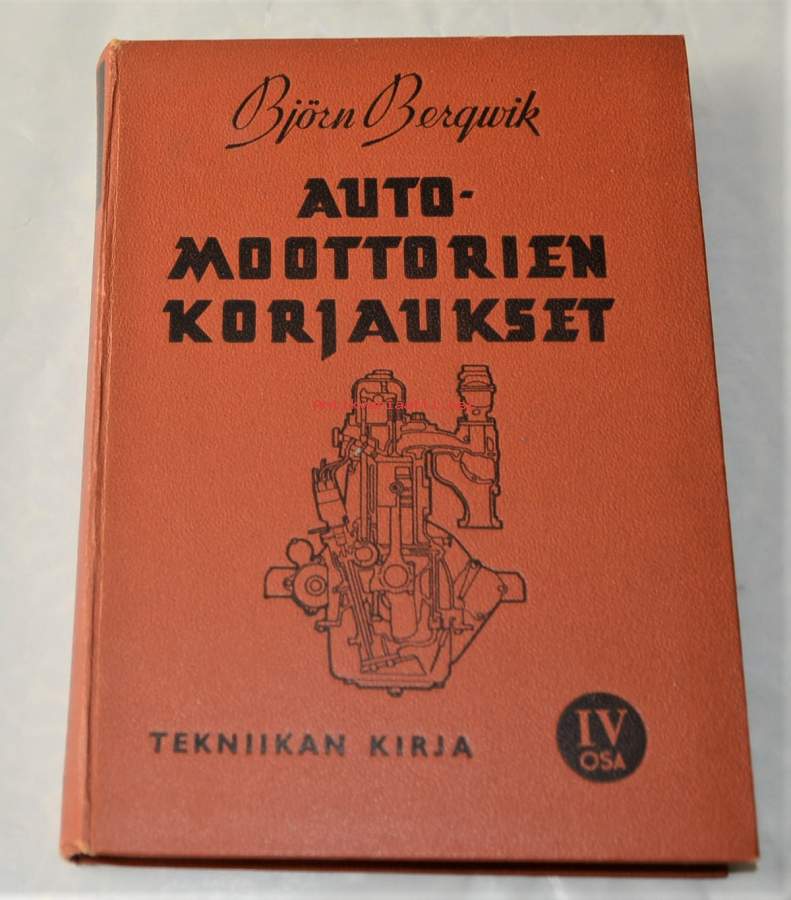 Björn Bergwik
AUTO-
MOOTTORIEN
KORJAUKSET
TEKNIIKAN KIRJA
IV
OSA